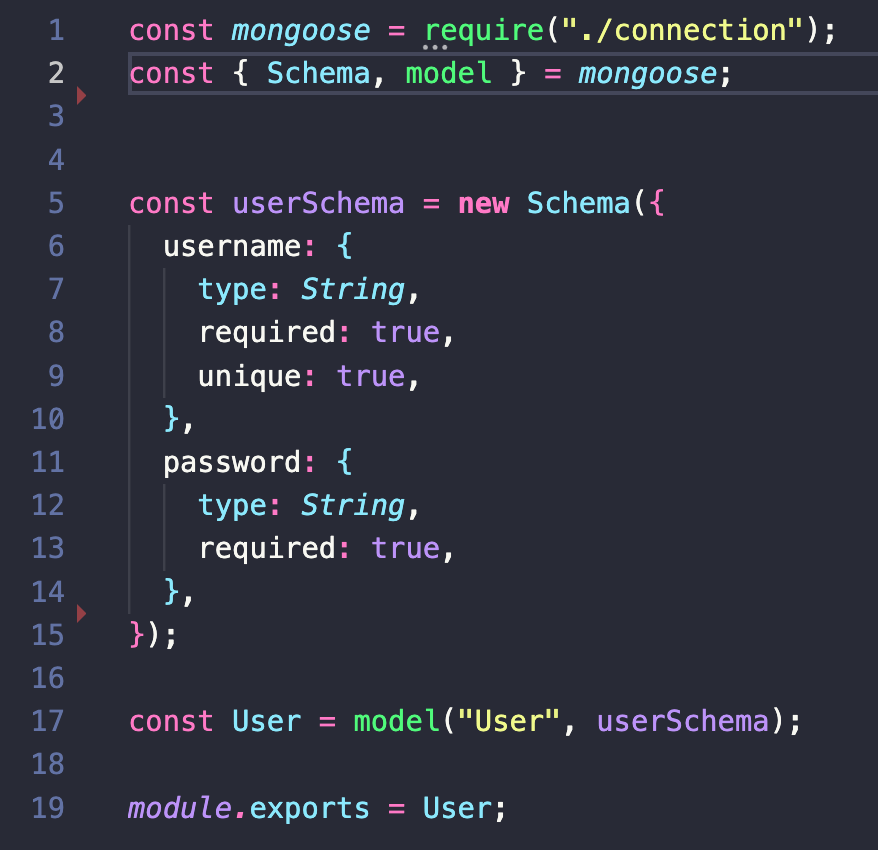 1 const mongoose = require("./connection");
2 const { Schema, model } = mongoose;
3
4
5 const userSchema = new Schema({
6   username: {
7     type: String,
8     required: true,
9     unique: true,
10   },
11   password: {
12     type: String,
13     required: true,
14   },
15 });
16
17 const User = model("User", userSchema);
18
19 module.exports = User;